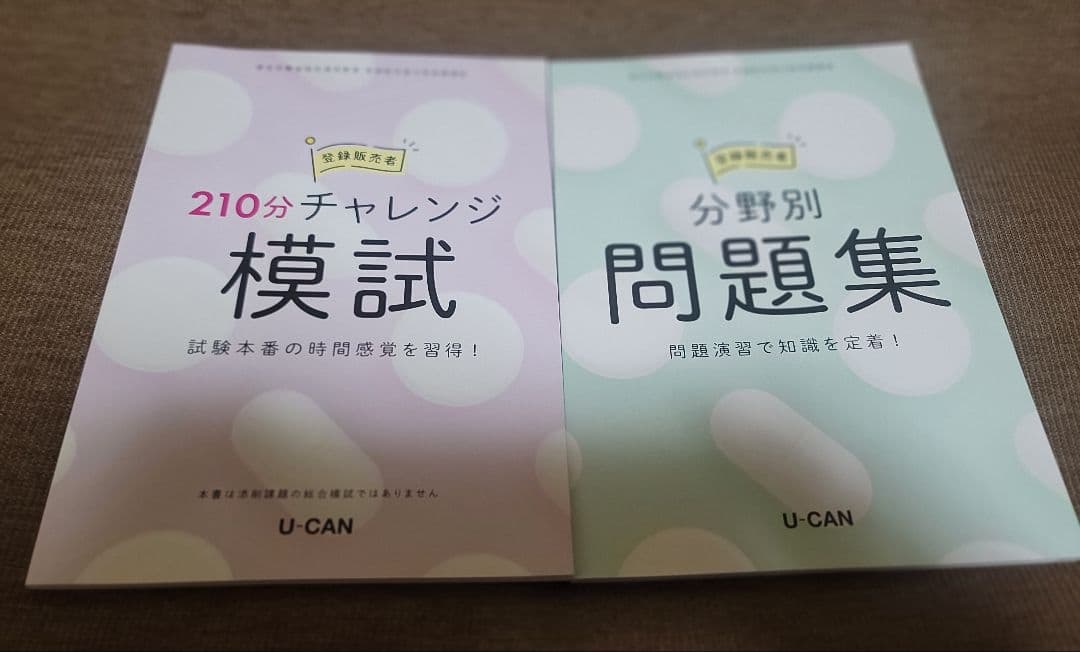 登録販売者
210分チャレンジ
模試
試験本番の時間感覚を習得！
本書は添削課題の総合模試ではありません
U-CAN
登録販売者
分野別
問題集
問題演習で知識を定着！
U-CAN